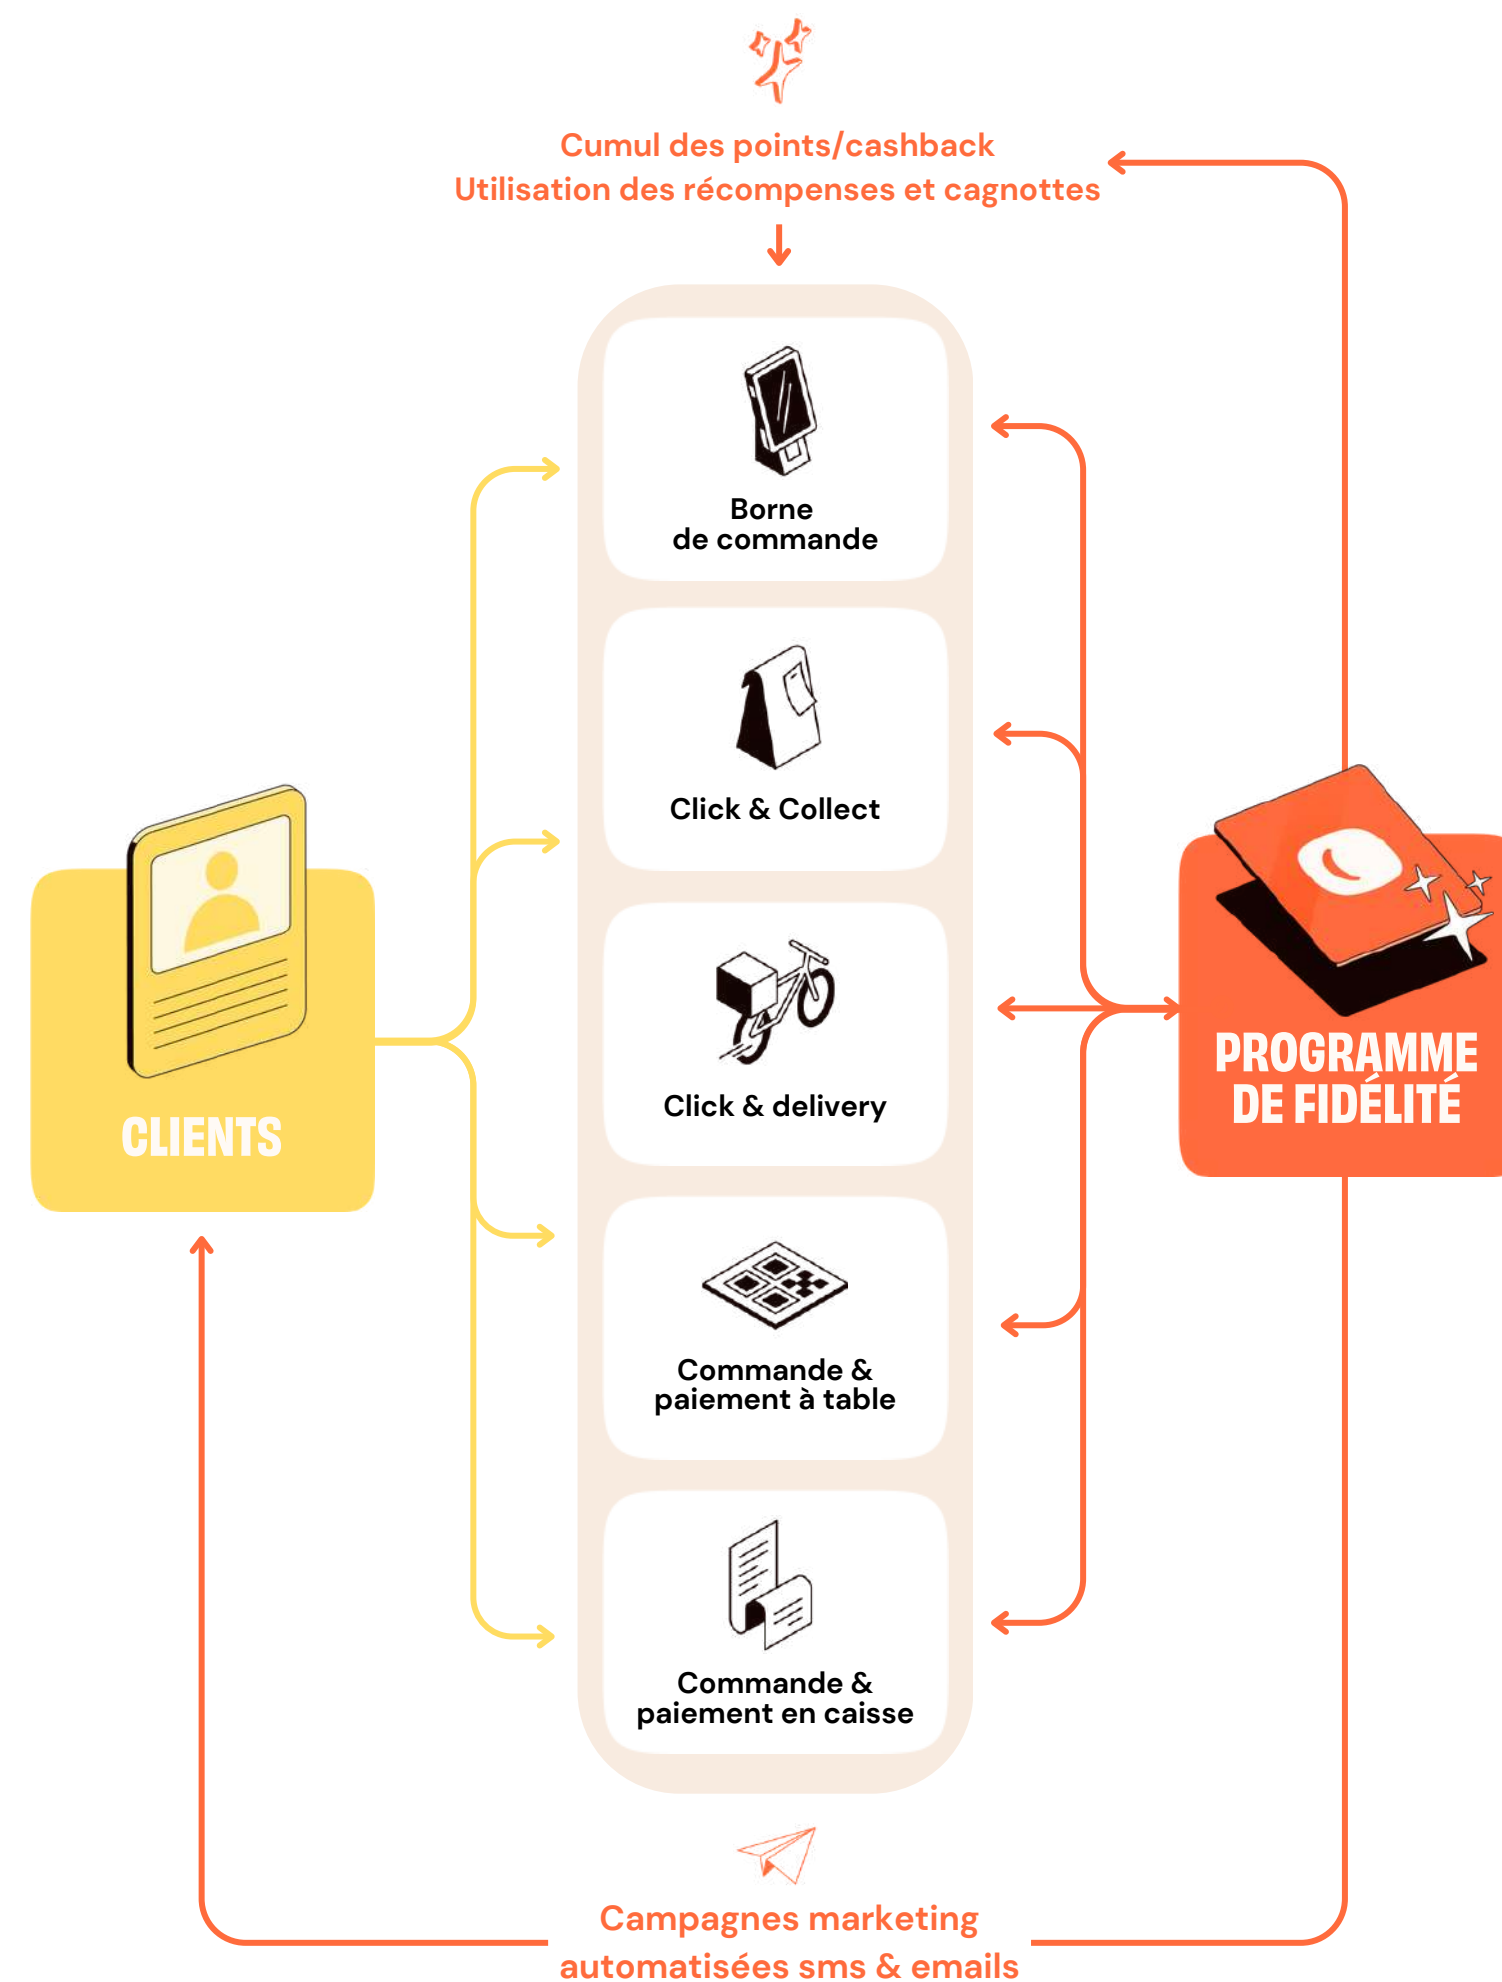 Cumul des points/cashback
Utilisation des récompenses et cagnottes
Borne
de commande
Click & Collect
Click & delivery
Commande &
paiement à table
Commande &
paiement en caisse
CLIENTS
PROGRAMME
DE FIDÉLITÉ
Campagnes marketing
automatisées sms & emails